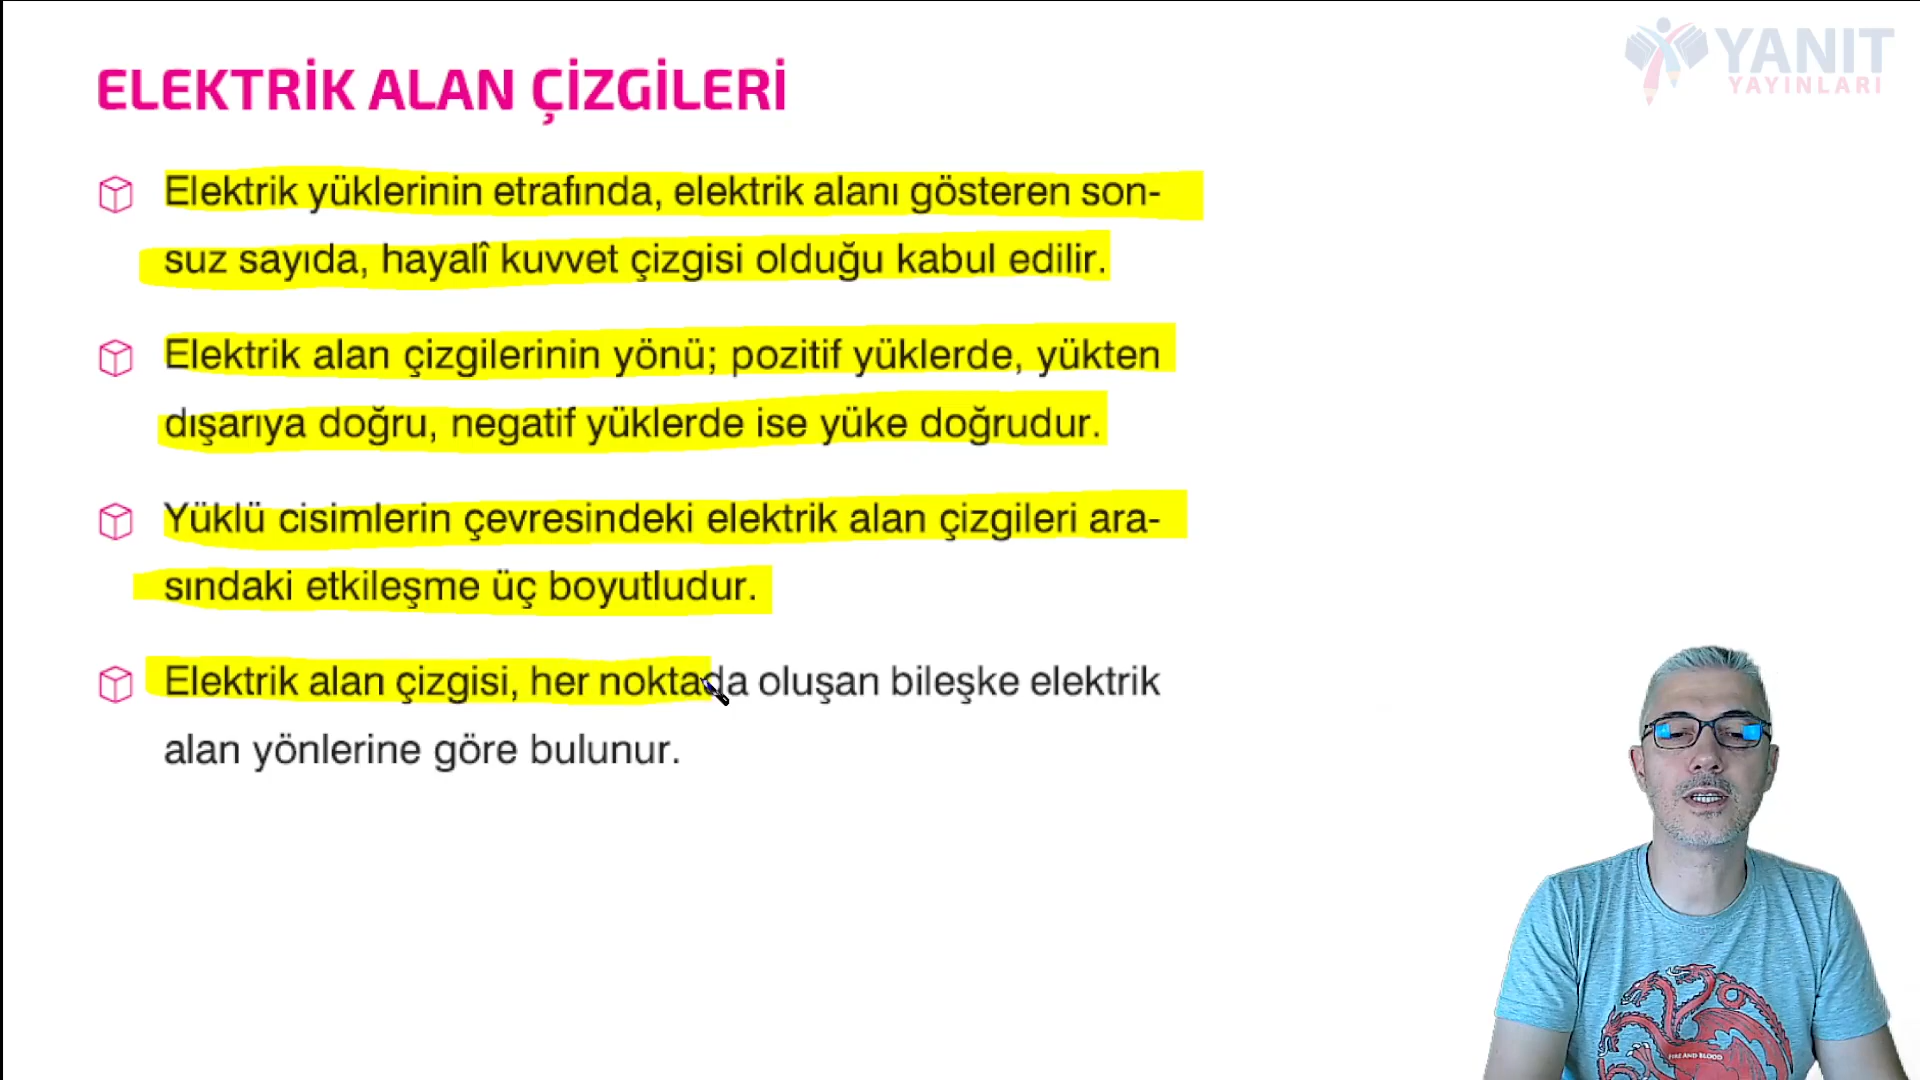 YANIT
YAYINLARI
ELEKTRİK ALAN ÇİZGİLERİ
Elektrik yüklerinin etrafında, elektrik alanı gösteren son-
suz sayıda, hayalî kuvvet çizgisi olduğu kabul edilir.
Elektrik alan çizgilerinin yönü; pozitif yüklerde, yükten
dışarıya doğru, negatif yüklerde ise yüke doğrudur.
Yüklü cisimlerin çevresindeki elektrik alan çizgileri ara-
sındaki etkileşme üç boyutludur.
Elektrik alan çizgisi, her noktada oluşan bileşke elektrik
alan yönlerine göre bulunur.
FIRE AND BLOOD